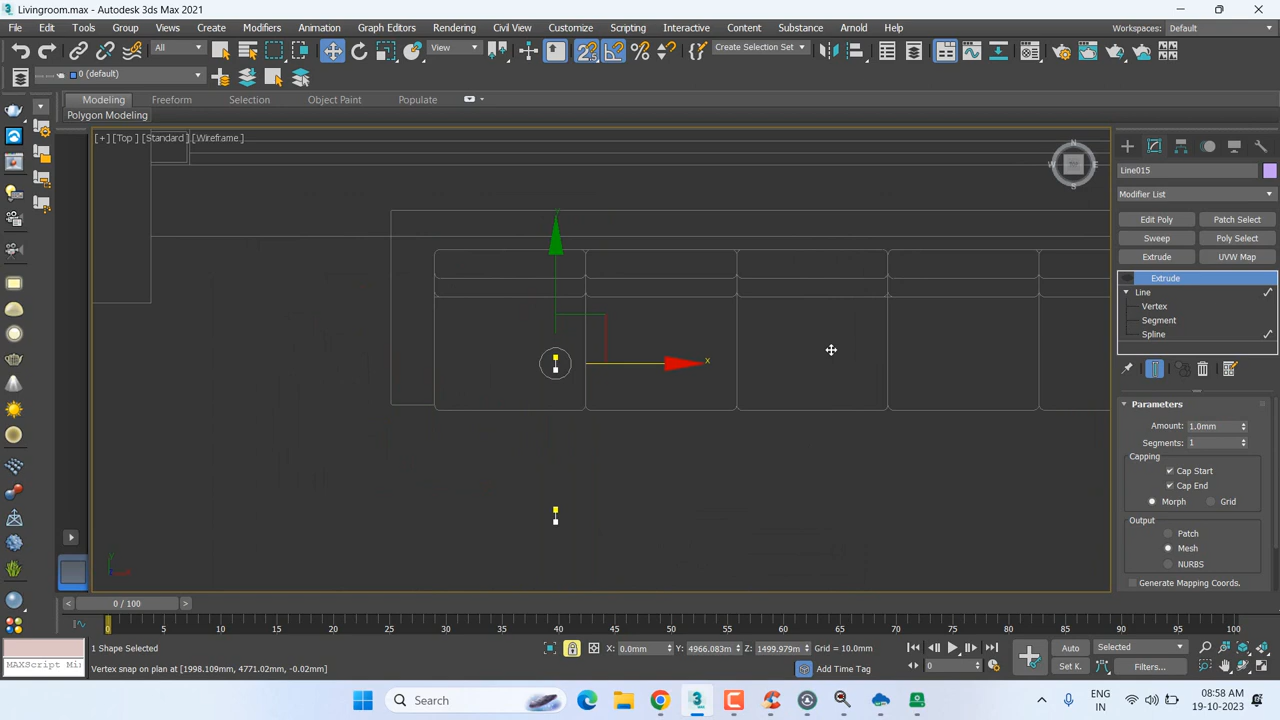 Livingroom.max - Autodesk 3ds Max 2021
File Edit Tools Group Views Create Modifiers Animation Graph Editors Rendering Civil View Customize Scripting Interactive Content Substance Arnold Help Workspaces: Default
All View Create Selection Set
0 (default)
Modeling Freeform Selection Object Paint Populate
Polygon Modeling
[+] [Top ] [Standard] [Wireframe ]
N
W E
S
x
Line015
Modifier List
Edit Poly Patch Select
Sweep Poly Select
Extrude UVW Map
Extrude
Line
Vertex
Segment
Spline
Parameters
Amount: 1.0mm
Segments: 1
Capping
Cap Start
Cap End
Morph Grid
Output
Patch
Mesh
NURBS
Generate Mapping Coords.
0 / 100
0 5 10 15 20 25 30 35 40 45 50 55 60 65 70 75 80 85 90 95 100
1 Shape Selected X: 0.0mm Y: 4966.083m Z: 1499.979m Grid = 10.0mm Auto Selected
MAXScript Mi: Vertex snap on plan at [1998.109mm, 4771.02mm, -0.02mm] Add Time Tag 0 Set K. Filters...
Search ENG IN 08:58 AM 19-10-2023